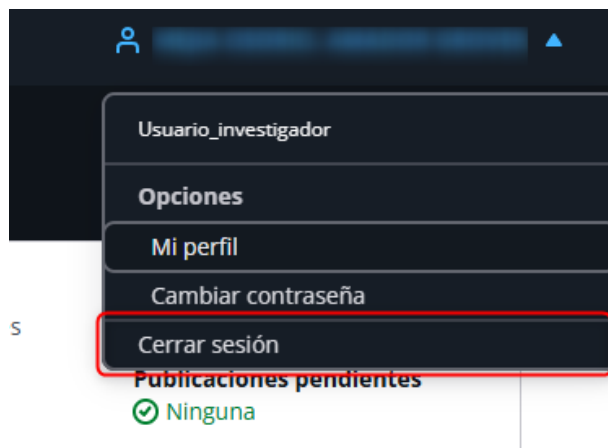 Usuario_investigador
Opciones
Mi perfil
Cambiar contraseña
Cerrar sesión
s
Publicaciones pendientes
Ninguna